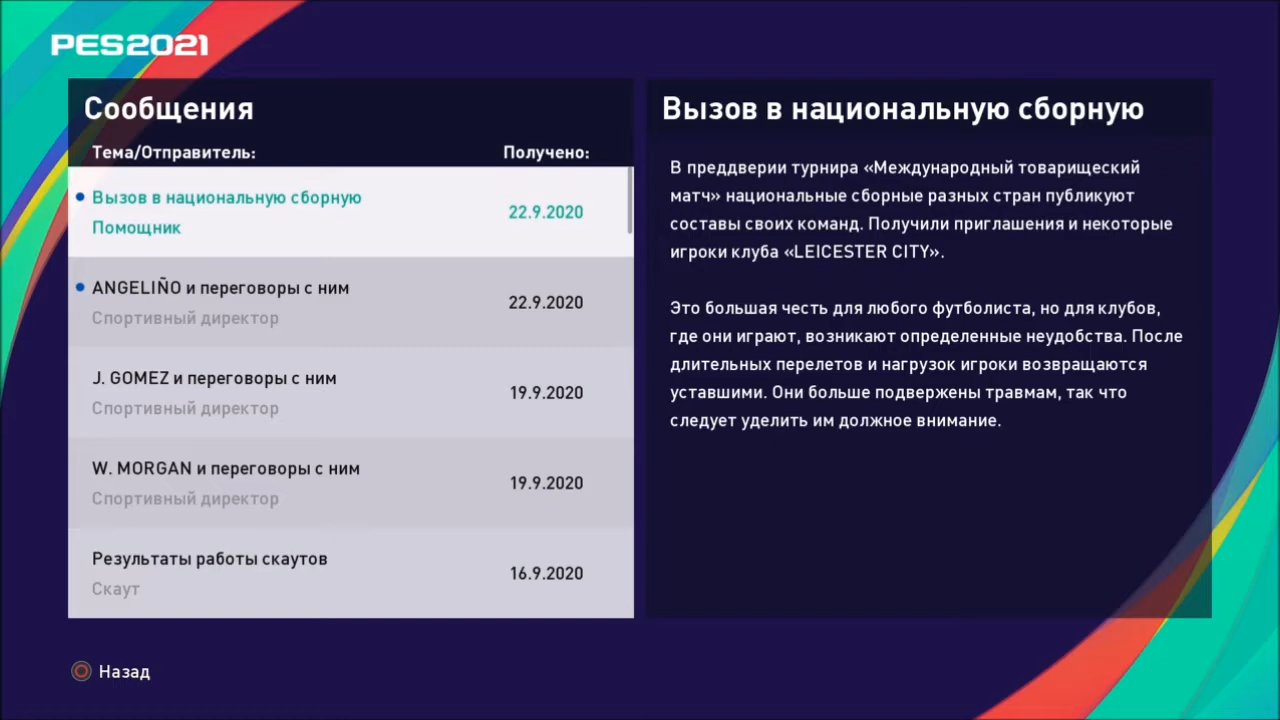 PES2021
Сообщения
Тема/Отправитель:
Получено:
Вызов в национальную сборную
Помощник
22.9.2020
ANGELIÑO и переговоры с ним
Спортивный директор
22.9.2020
J. GOMEZ и переговоры с ним
Спортивный директор
19.9.2020
W. MORGAN и переговоры с ним
Спортивный директор
19.9.2020
Результаты работы скаутов
Скаут
16.9.2020
Вызов в национальную сборную
В преддверии турнира «Международный товарищеский
матч» национальные сборные разных стран публикуют
составы своих команд. Получили приглашения и некоторые
игроки клуба «LEICESTER CITY».
Это большая честь для любого футболиста, но для клубов,
где они играют, возникают определенные неудобства. После
длительных перелетов и нагрузок игроки возвращаются
уставшими. Они больше подвержены травмам, так что
следует уделить им должное внимание.
Назад